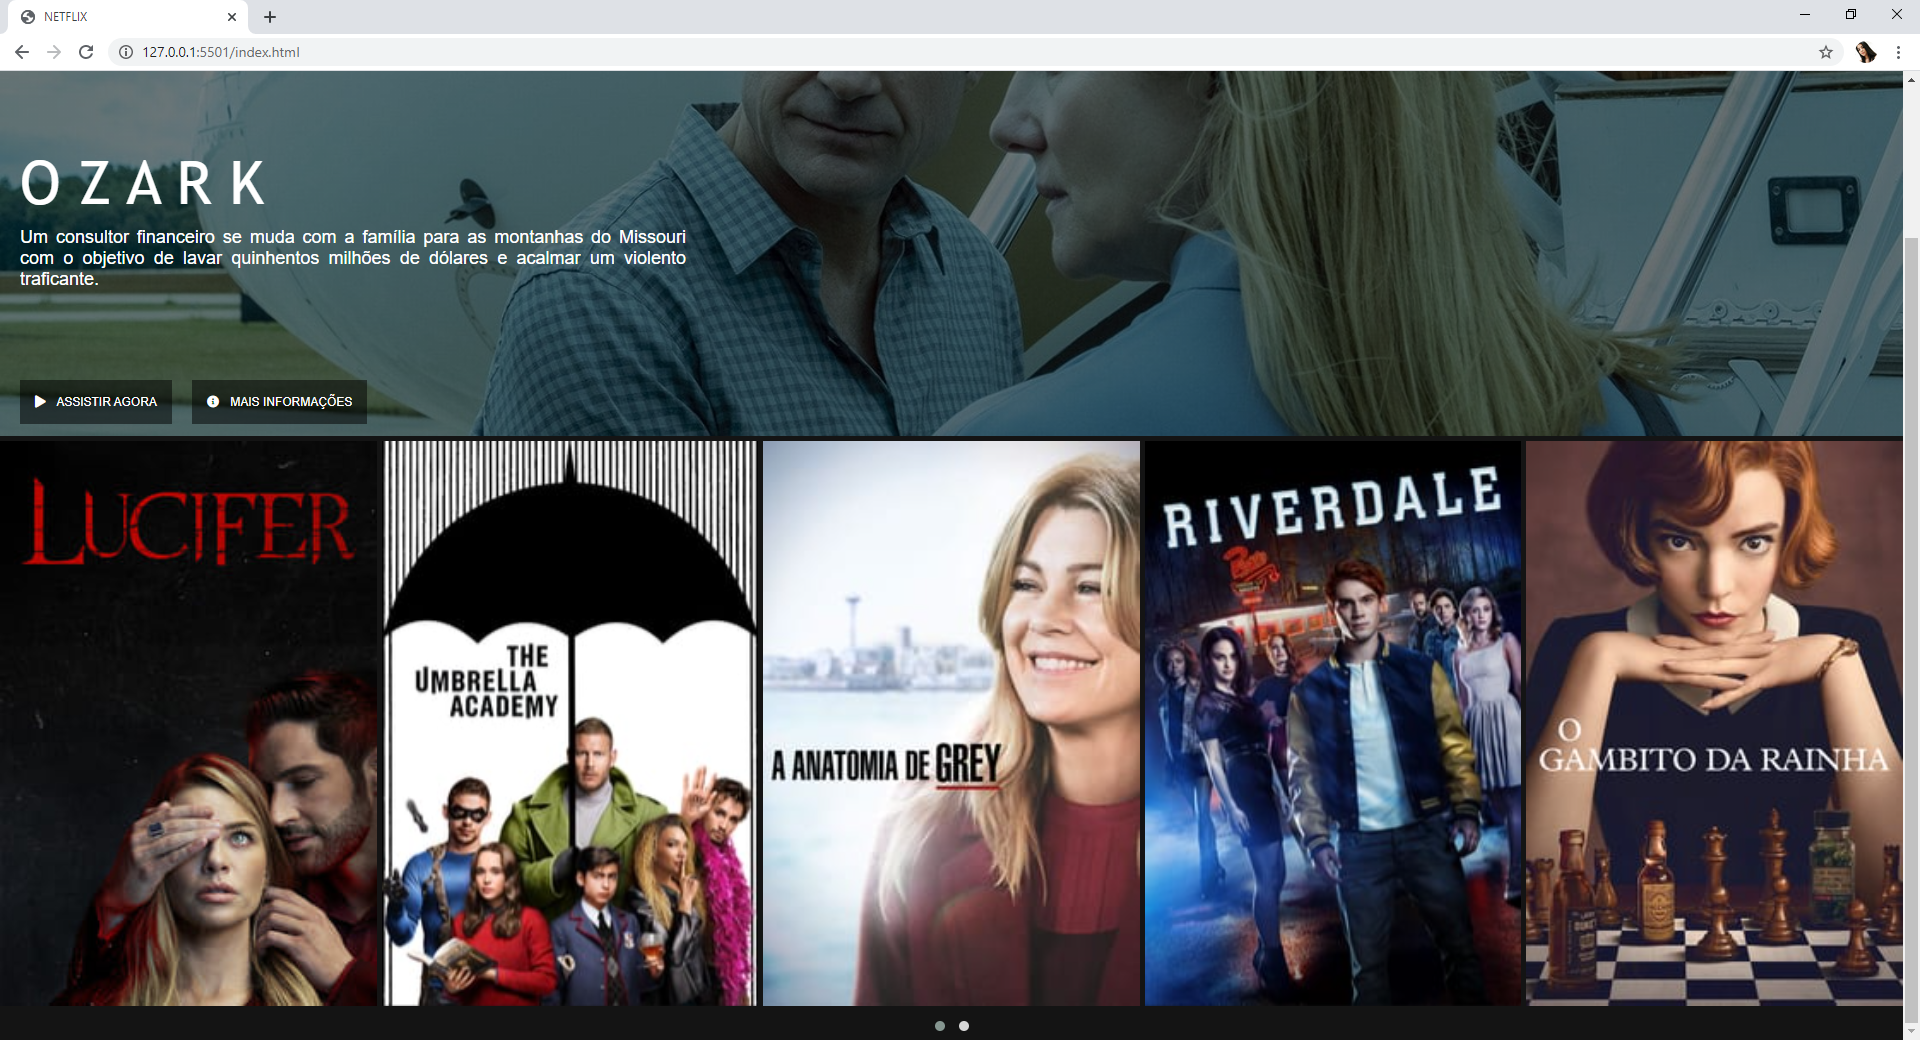 NETFLIX
127.0.0.1:5501/index.html
OZARK
Um consultor financeiro se muda com a família para as montanhas do Missouri
com o objetivo de lavar quinhentos milhões de dólares e acalmar um violento
traficante.
ASSISTIR AGORA
MAIS INFORMAÇÕES
LUCIFER
THE
UMBRELLA
ACADEMY
A ANATOMIA DE GREY
RIVERDALE
O
GAMBITO DA RAINHA